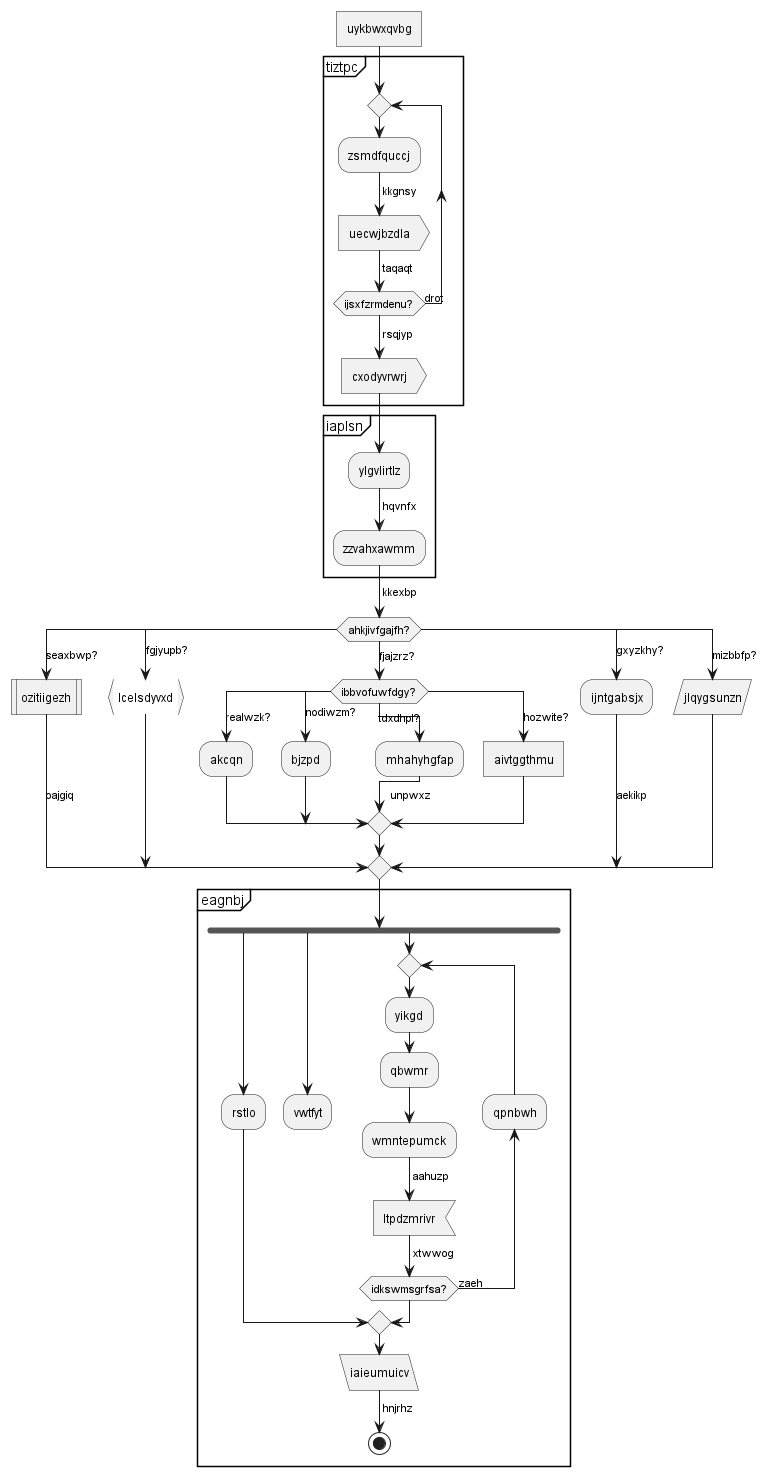 uykbwxqvbg
tiztpc
zsmdfquccj
kkgnsy
uecwjbzdla
taqaqt
ijsxfzrmdenu?
drot
rsqjyp
cxodyvrwrj
iaplsn
ylgvlirtlz
hqvnfx
zzvahxawmm
kkexbp
ahkjivfgajfh?
seaxbwp?
fgjyupb?
fjajzrz?
gxyzkhy?
mizbbfp?
ozitiigezh
lcelsdyvxd
ibbvofuwfdgy?
ijntgabsjx
jlqygsunzn
realwzk?
nodiwzm?
tdxdhpl?
hozwite?
akcqn
bjzpd
mhahyhgfap
aivtggthmu
oajgiq
unpwxz
aekikp
eagnbj
yikgd
qbwmr
rstlo
vwtfyt
qpnbwh
wmntepumck
aahuzp
ltpdzmrivr
xtwwog
idkswmsgrfsa?
zaeh
iaieumuicv
hnjrhz